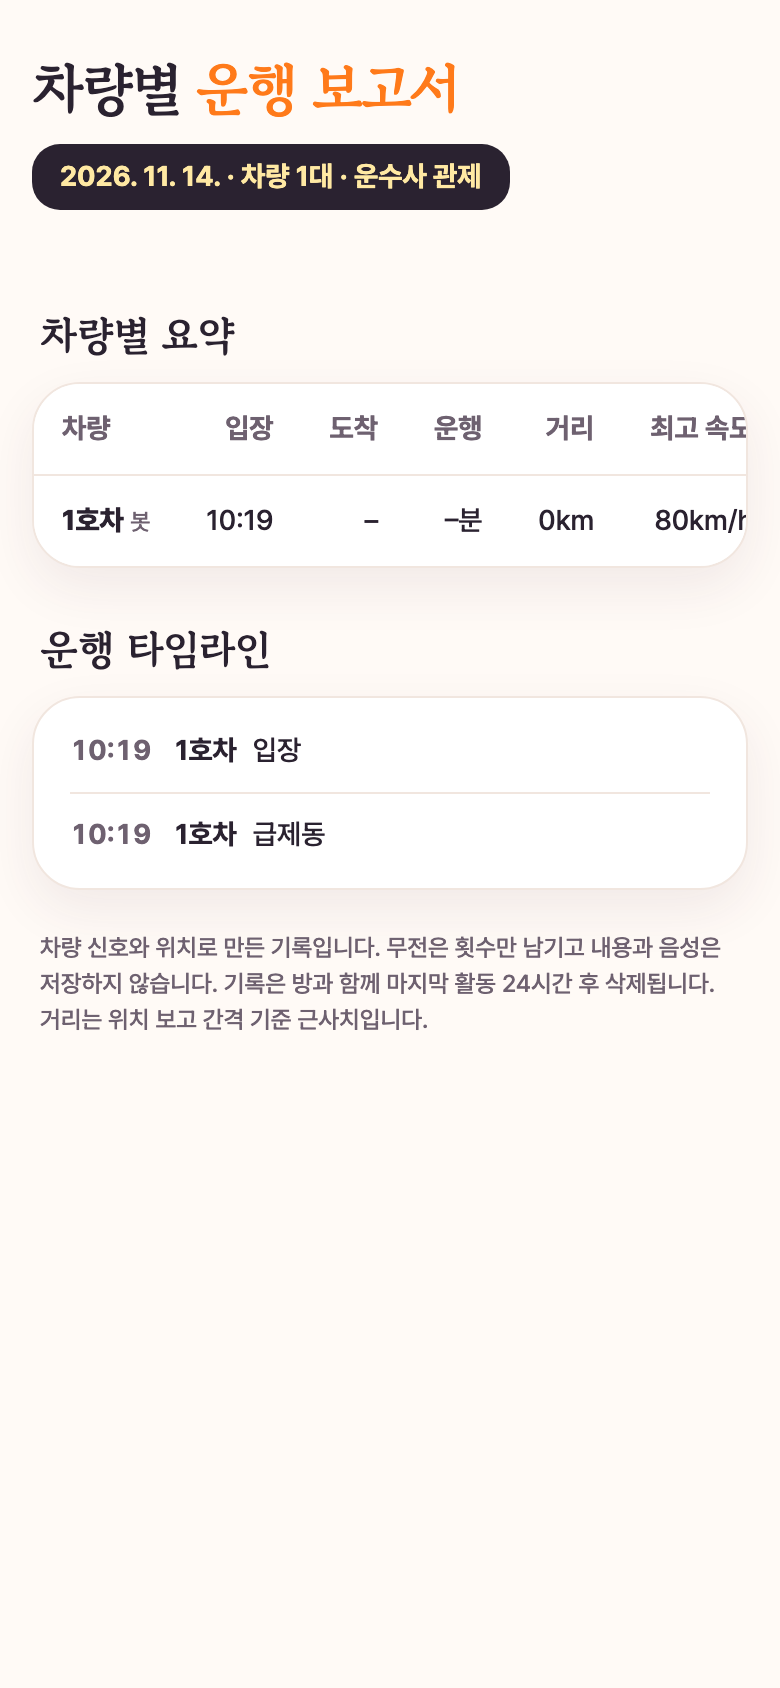 차량별 운행 보고서
2026. 11. 14. · 차량 1대 · 운수사 관제
차량별 요약
차량 입장 도착 운행 거리 최고 속도
1호차 봇 10:19 – –분 0km 80km/h
운행 타임라인
10:19 1호차 입장
10:19 1호차 급제동
차량 신호와 위치로 만든 기록입니다. 무전은 횟수만 남기고 내용과 음성은
저장하지 않습니다. 기록은 방과 함께 마지막 활동 24시간 후 삭제됩니다.
거리는 위치 보고 간격 기준 근사치입니다.